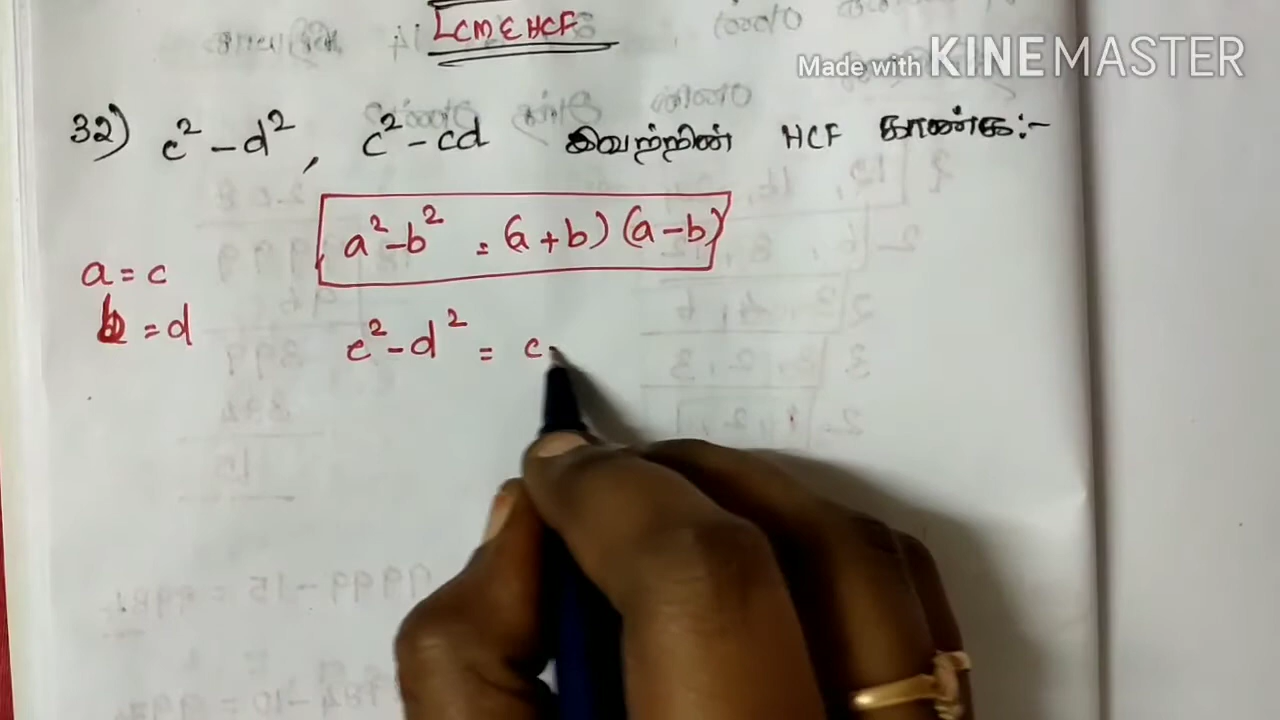 LCM & HCF
Made with KINEMASTER
32) c² - d² , c² - cd இவற்றின் HCF காண்க:-
a² - b² = (a + b) (a - b)
a = c
b = d
c² - d² = c